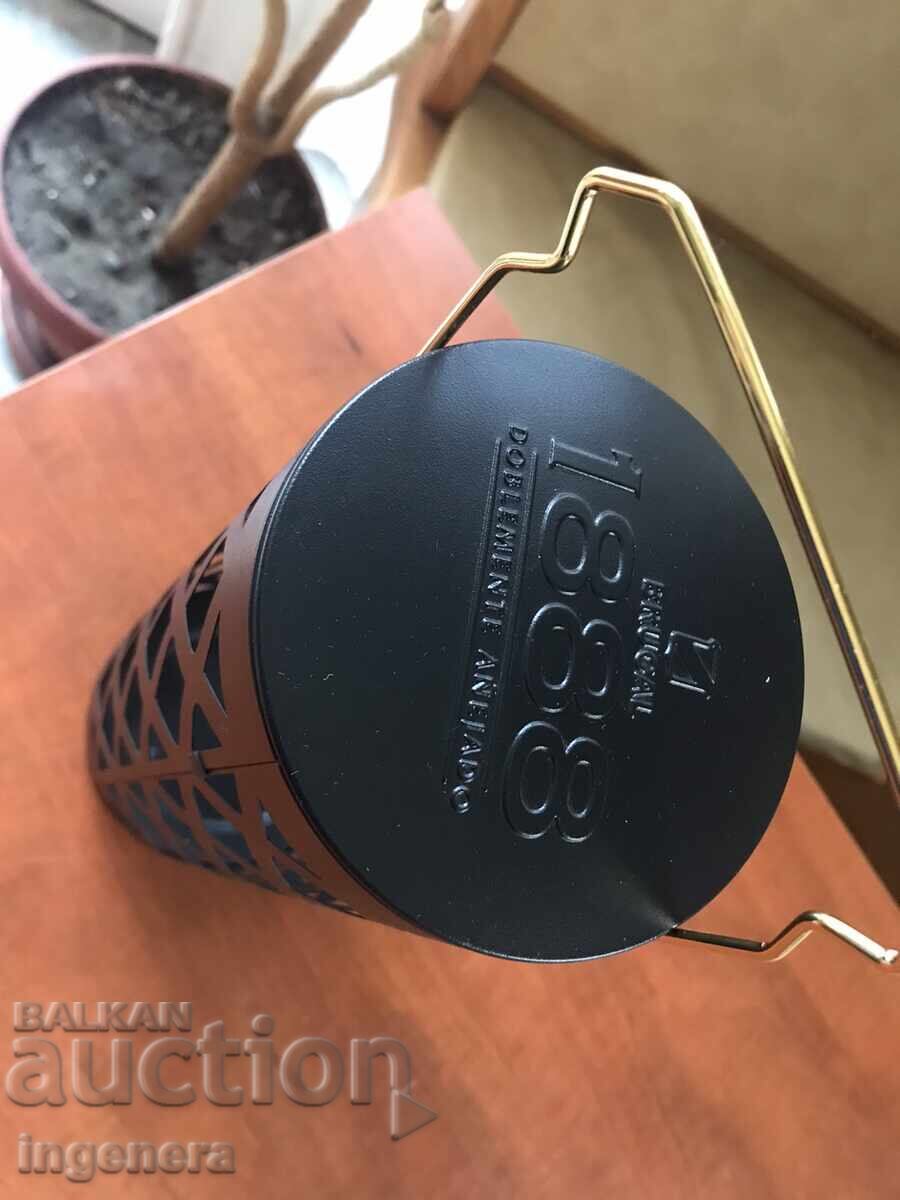 BRUGAL
1888
DOBLEMENTE AÑEJADO
BALKAN
auction
ingenera